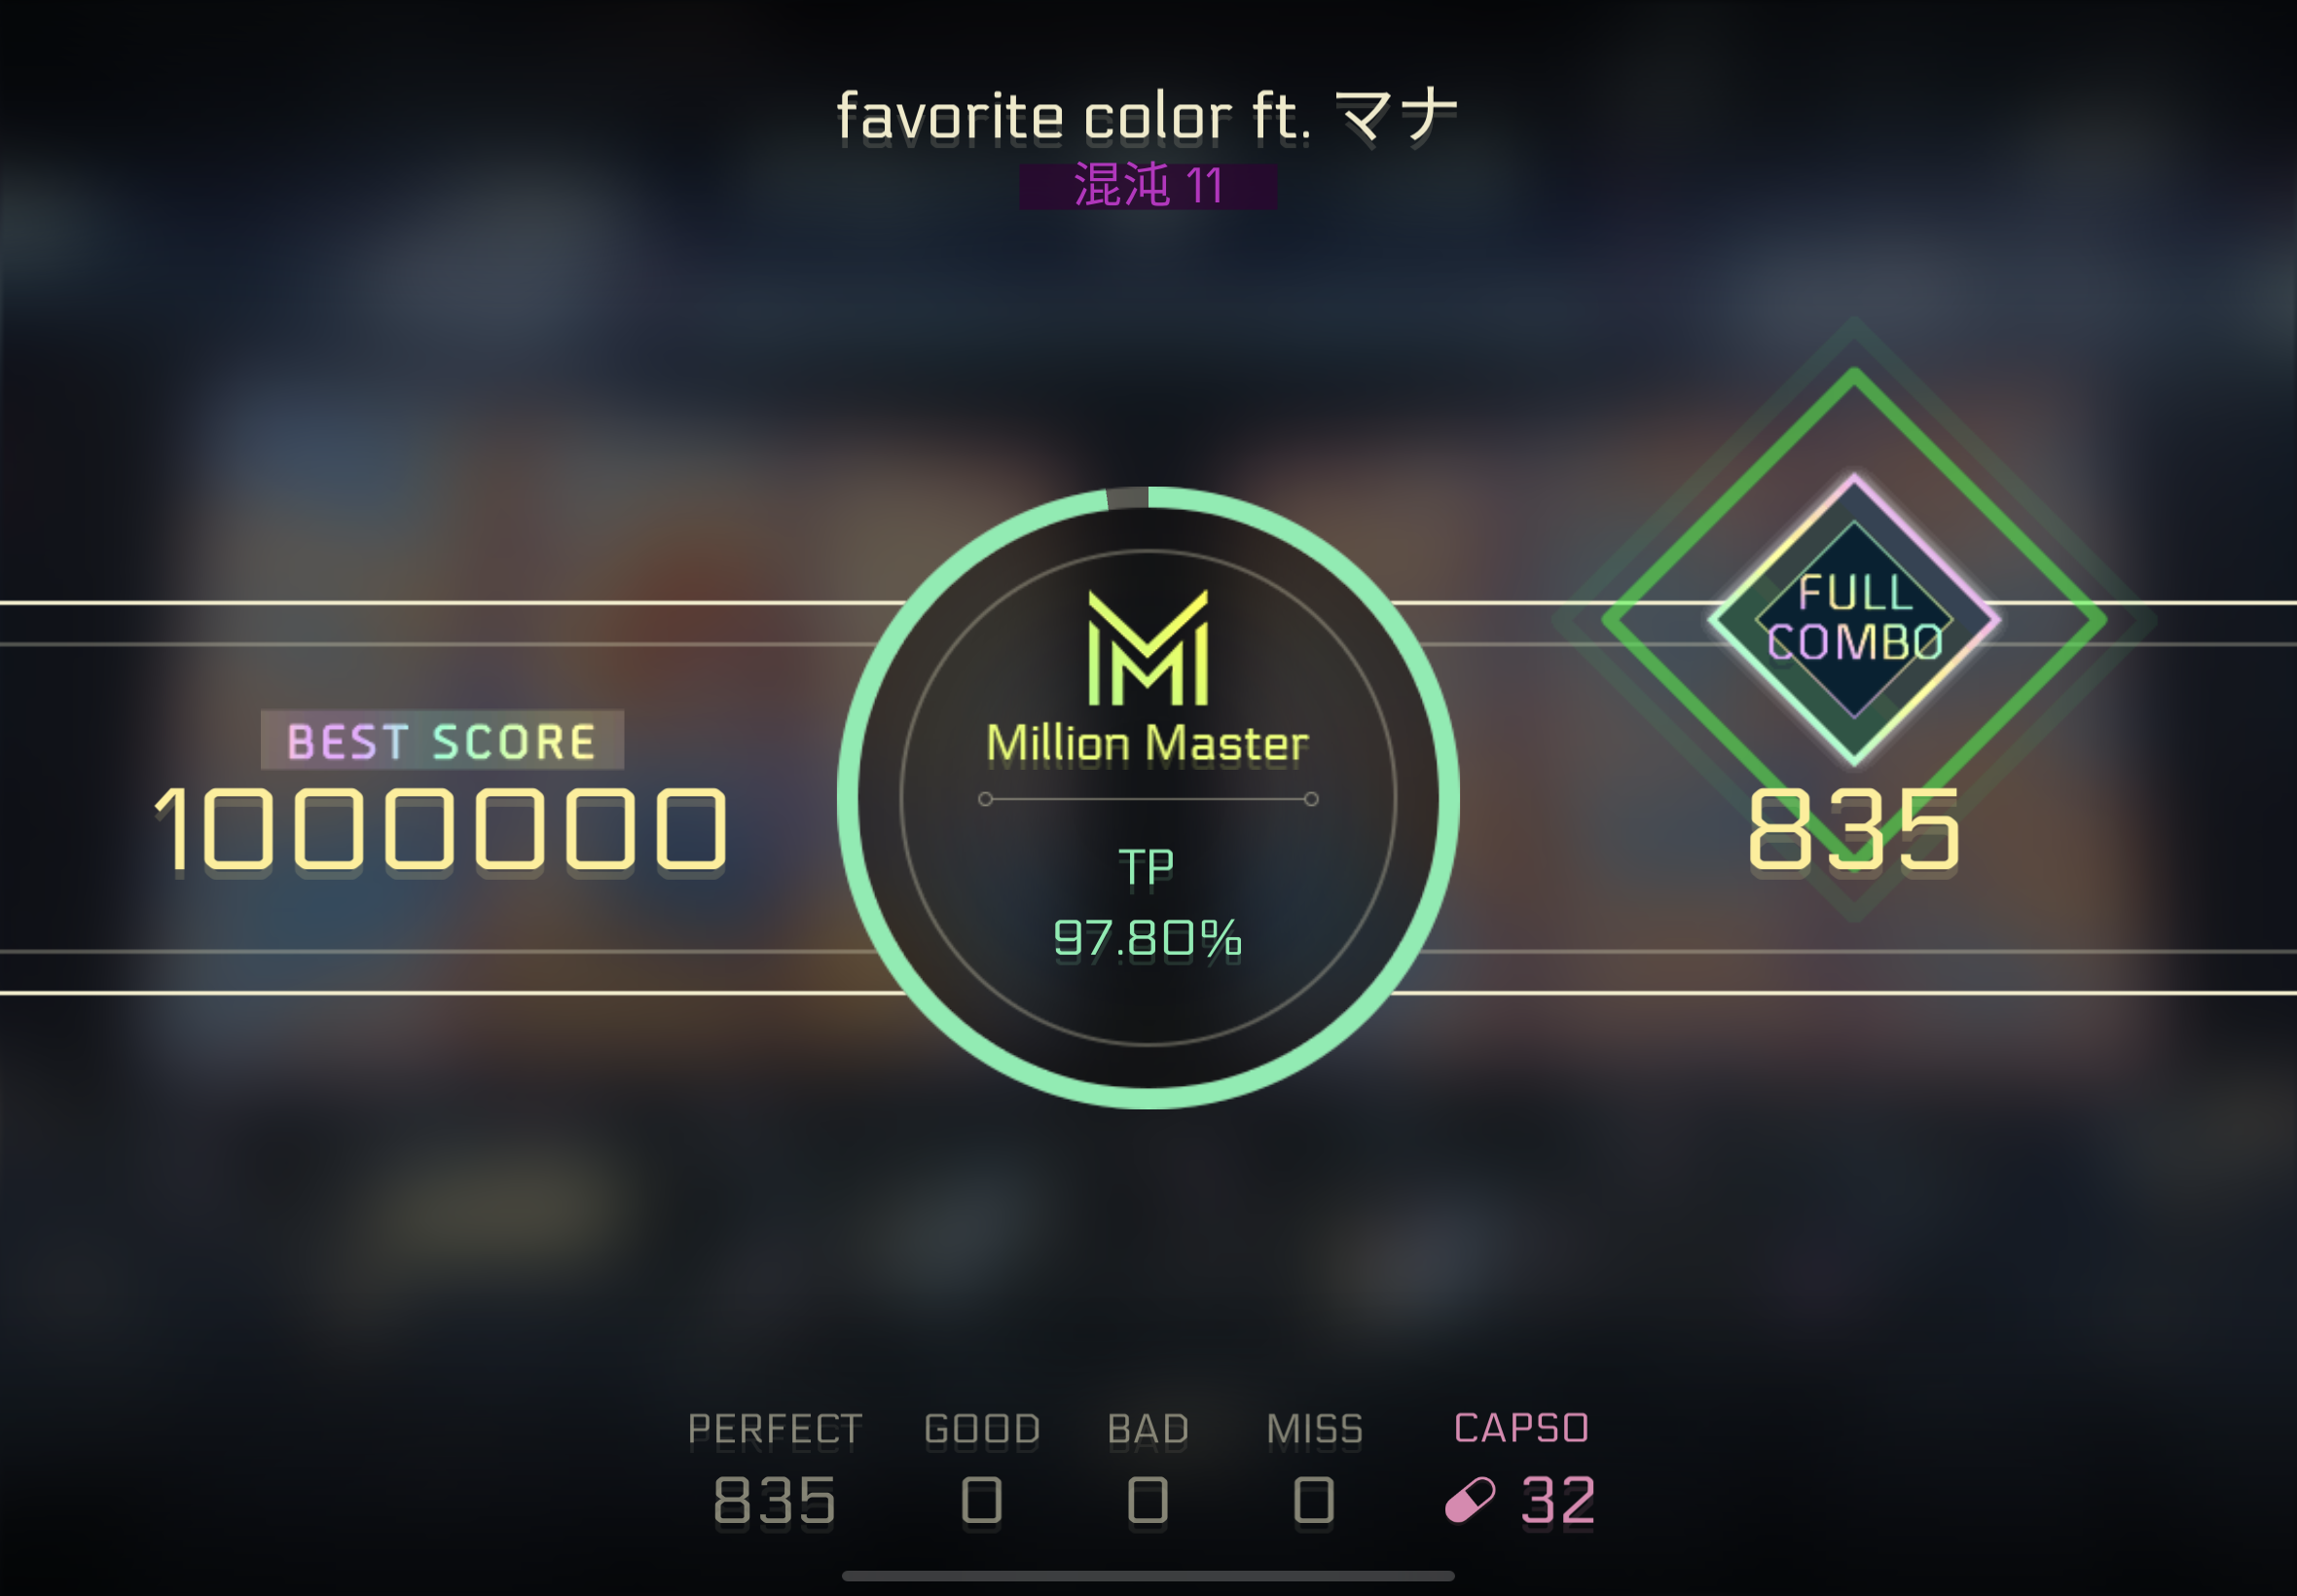 favorite color ft. マナ
混沌 11
FULL
COMBO
Million Master
BEST SCORE
1000000
835
TP
97.80%
PERFECT GOOD BAD MISS CAPSO
835 0 0 0 32